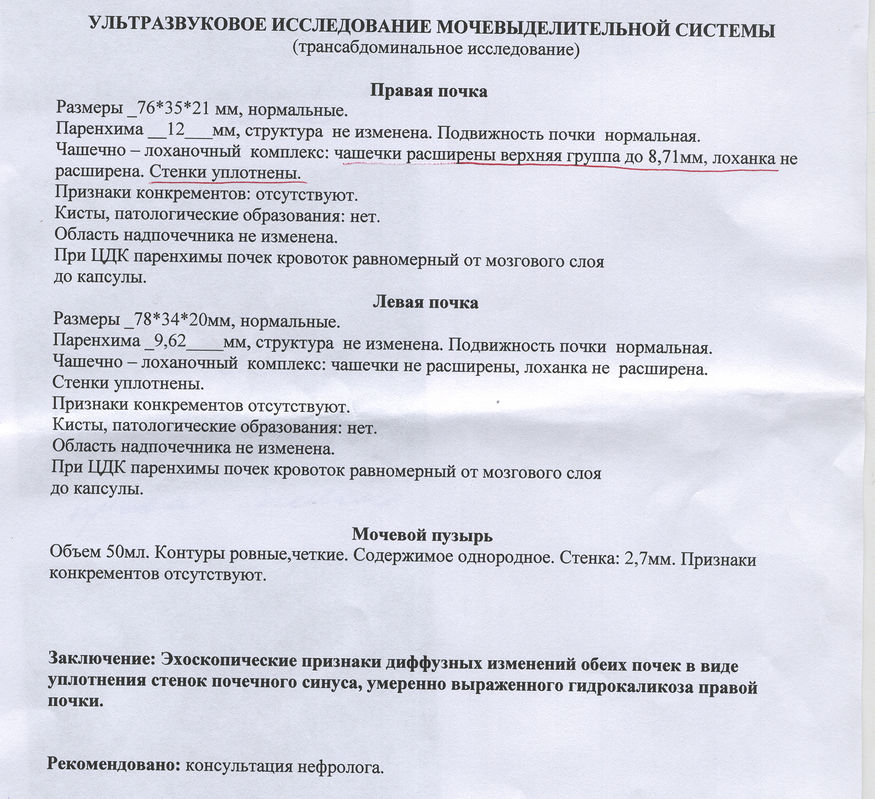 УЛЬТРАЗВУКОВОЕ ИССЛЕДОВАНИЕ МОЧЕВЫДЕЛИТЕЛЬНОЙ СИСТЕМЫ
(трансабдоминальное исследование)
Правая почка
Размеры _76*35*21 мм, нормальные.
Паренхима __12___мм, структура не изменена. Подвижность почки нормальная.
Чашечно – лоханочный комплекс: чашечки расширены верхняя группа до 8,71мм, лоханка не
расширена. Стенки уплотнены.
Признаки конкрементов: отсутствуют.
Кисты, патологические образования: нет.
Область надпочечника не изменена.
При ЦДК паренхимы почек кровоток равномерный от мозгового слоя
до капсулы.
Левая почка
Размеры _78*34*20мм, нормальные.
Паренхима _9,62____мм, структура не изменена. Подвижность почки нормальная.
Чашечно – лоханочный комплекс: чашечки не расширены, лоханка не расширена.
Стенки уплотнены.
Признаки конкрементов отсутствуют.
Кисты, патологические образования: нет.
Область надпочечника не изменена.
При ЦДК паренхимы почек кровоток равномерный от мозгового слоя
до капсулы.
Мочевой пузырь
Объем 50мл. Контуры ровные,четкие. Содержимое однородное. Стенка: 2,7мм. Признаки
конкрементов отсутствуют.
Заключение: Эхоскопические признаки диффузных изменений обеих почек в виде
уплотнения стенок почечного синуса, умеренно выраженного гидрокаликоза правой
почки.
Рекомендовано: консультация нефролога.